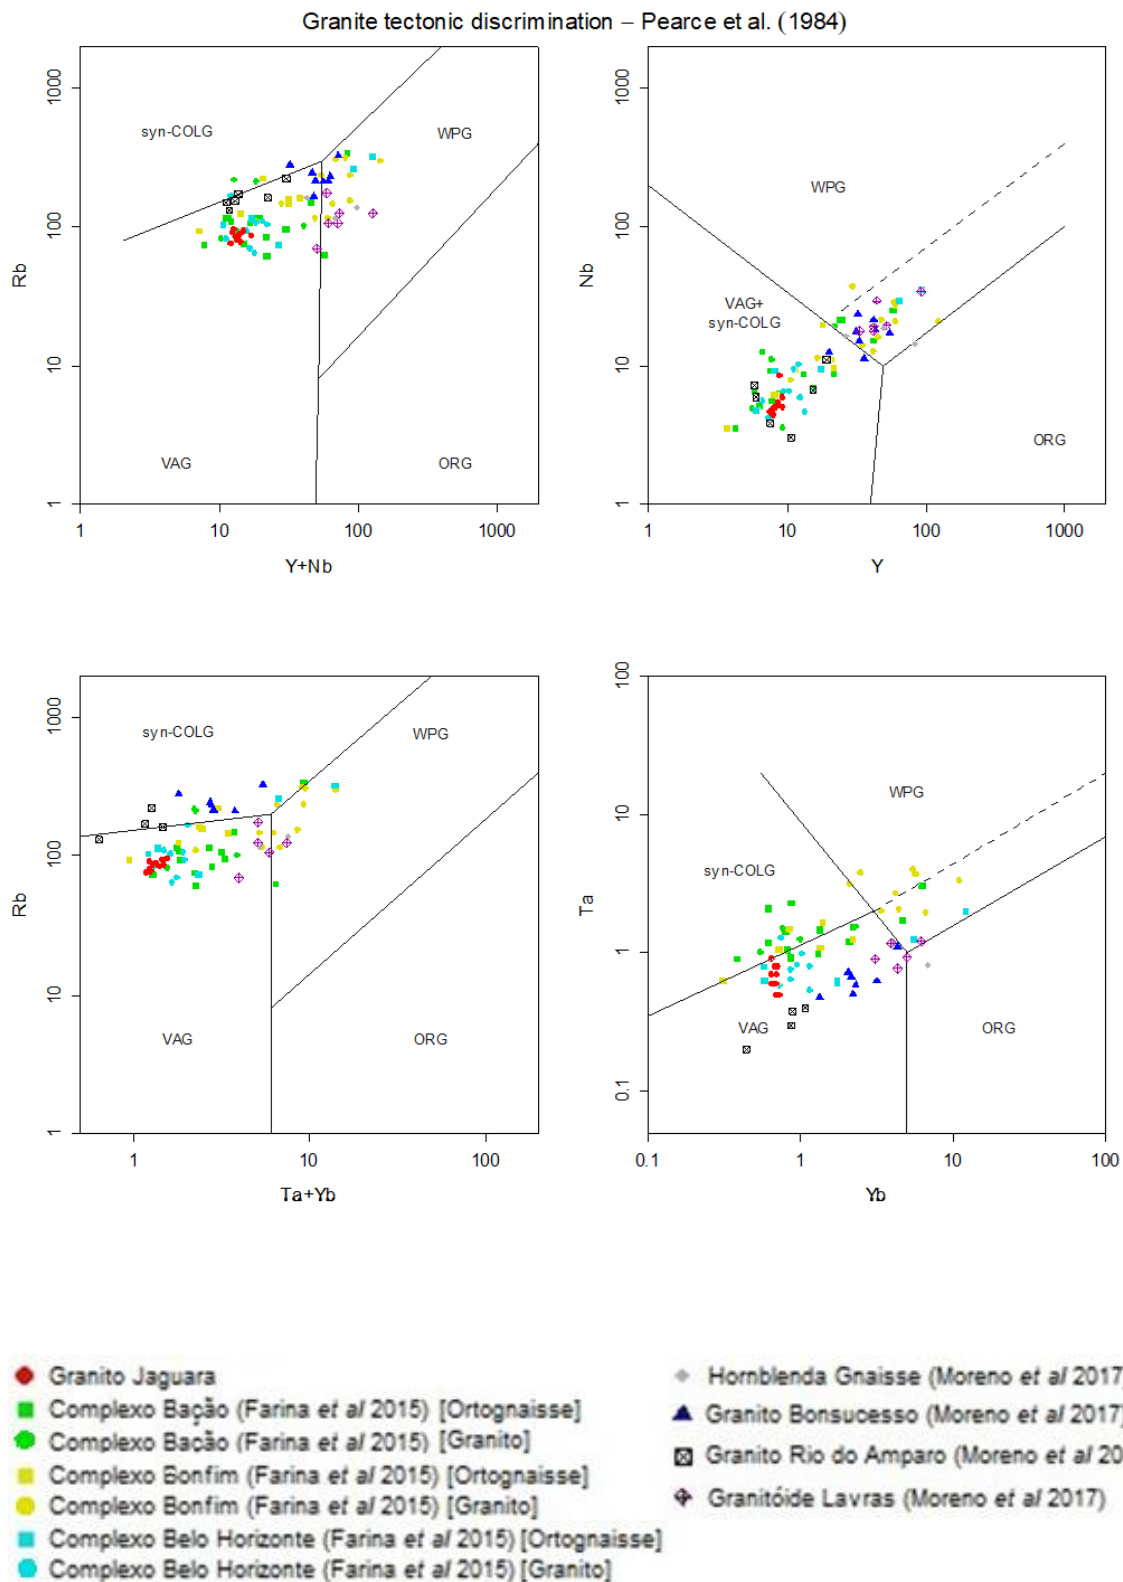 Granite tectonic discrimination – Pearce et al. (1984)
1000
100
10
1
Rb
syn-COLG
WPG
VAG
ORG
1
10
100
1000
Y+Nb
1000
100
10
1
Nb
WPG
VAG+
syn-COLG
ORG
1
10
100
1000
Y
1000
100
10
1
Rb
syn-COLG
WPG
VAG
ORG
1
10
100
Ta+Yb
100
10
1
0.1
Ta
WPG
syn-COLG
VAG
ORG
0.1
1
10
100
Yb
Granito Jaguara
Complexo Bação (Farina et al 2015) [Ortognaisse]
Complexo Bação (Farina et al 2015) [Granito]
Complexo Bonfim (Farina et al 2015) [Ortognaisse]
Complexo Bonfim (Farina et al 2015) [Granito]
Complexo Belo Horizonte (Farina et al 2015) [Ortognaisse]
Complexo Belo Horizonte (Farina et al 2015) [Granito]
Hornblenda Gnaisse (Moreno et al 2017)
Granito Bonsucesso (Moreno et al 2017)
Granito Rio do Amparo (Moreno et al 20
Granitóide Lavras (Moreno et al 2017)